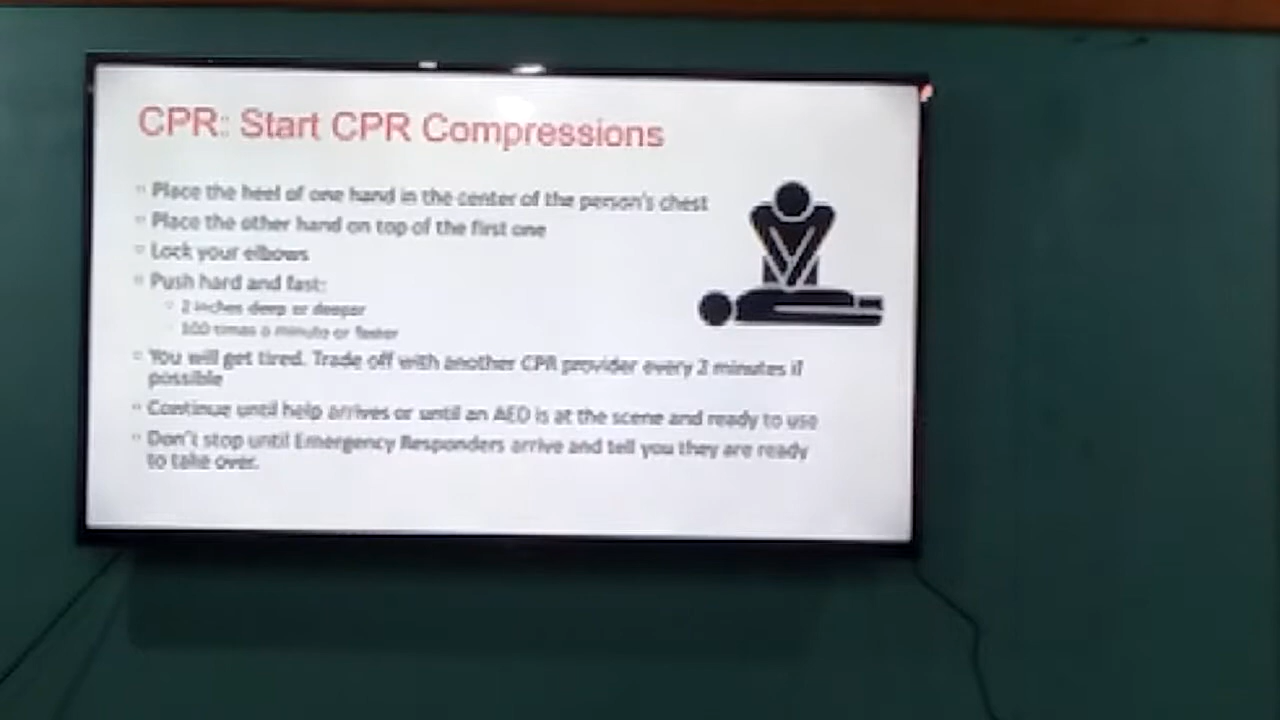 CPR: Start CPR Compressions
Place the heel of one hand in the center of the person's chest
Place the other hand on top of the first one
Lock your elbows
Push hard and fast:
2 inches deep or deeper
100 times a minute or faster
You will get tired. Trade off with another CPR provider every 2 minutes if
possible
Continue until help arrives or until an AED is at the scene and ready to use
Don't stop until Emergency Responders arrive and tell you they are ready
to take over.